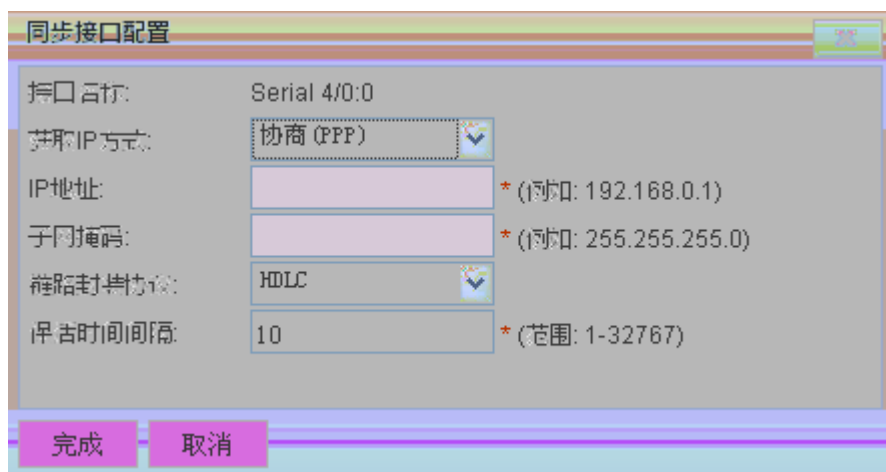 同步接口配置
接口名称: Serial 4/0:0
获取IP方式: 协商(PPP)
IP地址: * (例如: 192.168.0.1)
子网掩码: * (例如: 255.255.255.0)
链路封装协议: HDLC
保活时间间隔: 10 * (范围: 1-32767)
完成 取消